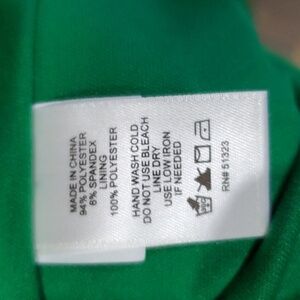 MADE IN CHINA
94% POLYESTER
6% SPANDEX
LINING
100% POLYESTER
HAND WASH COLD
DO NOT USE BLEACH
LINE DRY
USE LOW IRON
IF NEEDED
RN# 51323